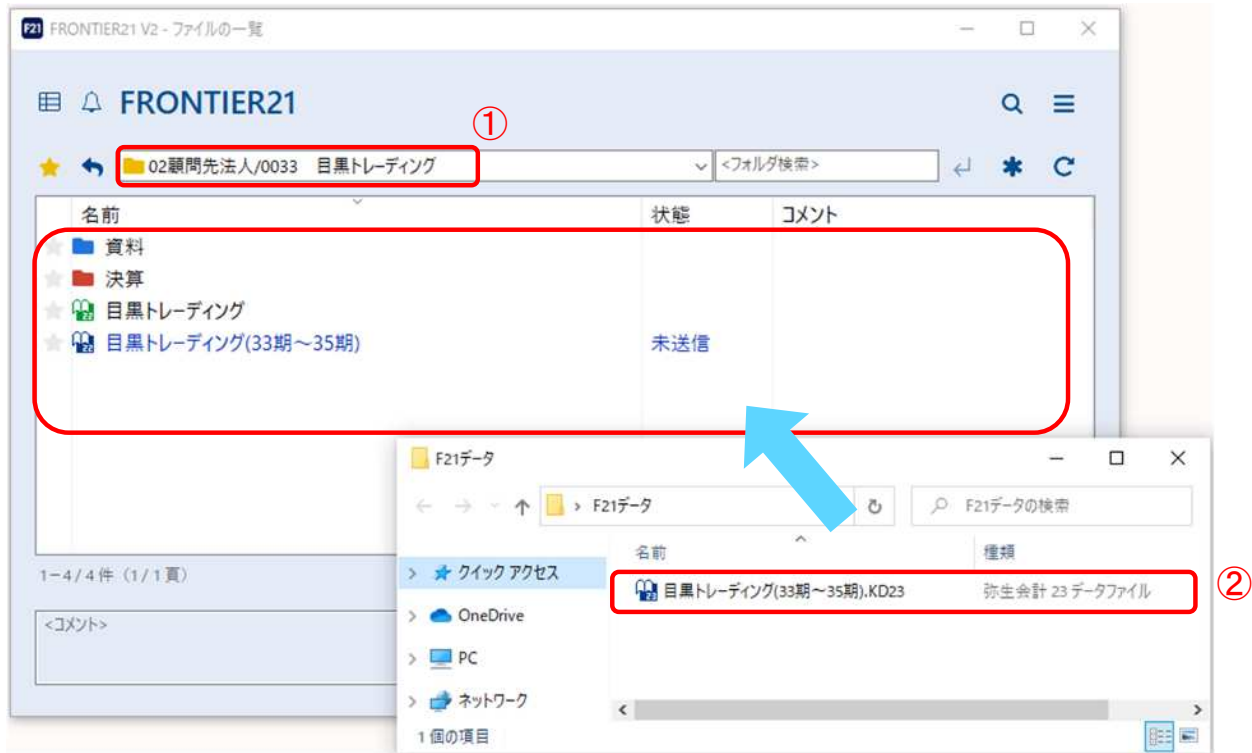 F21 FRONTIER21 V2 - ファイルの一覧
FRONTIER21
①
02顧問先法人/0033 目黒トレーディング
<フォルダ検索>
名前 状態 コメント
資料
決算
23 目黒トレーディング
23 目黒トレーディング(33期～35期) 未送信
1-4/4件 (1/1頁)
<コメント>
F21データ
F21データ
F21データの検索
名前 種類
クイック アクセス
23 目黒トレーディング(33期～35期).KD23 弥生会計 23 データファイル
②
OneDrive
PC
ネットワーク
1 個の項目